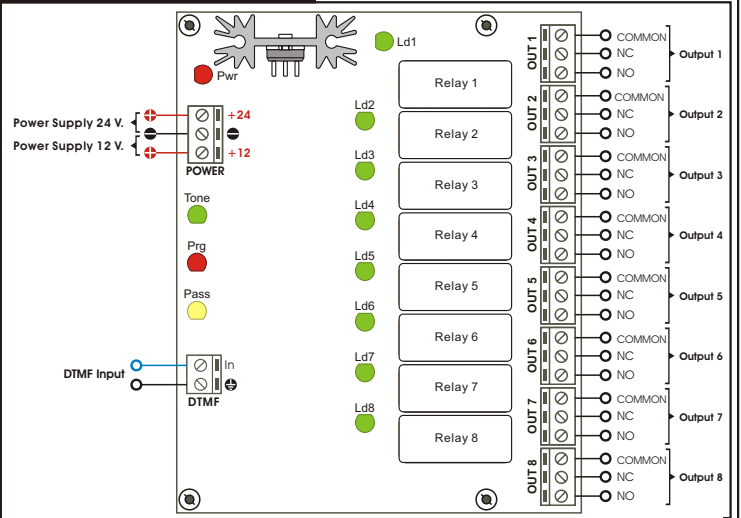 Ld1
Pwr
Power Supply 24 V.
Power Supply 12 V.
+24
+12
POWER
Tone
Prg
Pass
DTMF Input
In
DTMF
Ld2
Ld3
Ld4
Ld5
Ld6
Ld7
Ld8
Relay 1
Relay 2
Relay 3
Relay 4
Relay 5
Relay 6
Relay 7
Relay 8
OUT 1
COMMON
NC
NO
Output 1
OUT 2
COMMON
NC
NO
Output 2
OUT 3
COMMON
NC
NO
Output 3
OUT 4
COMMON
NC
NO
Output 4
OUT 5
COMMON
NC
NO
Output 5
OUT 6
COMMON
NC
NO
Output 6
OUT 7
COMMON
NC
NO
Output 7
OUT 8
COMMON
NC
NO
Output 8